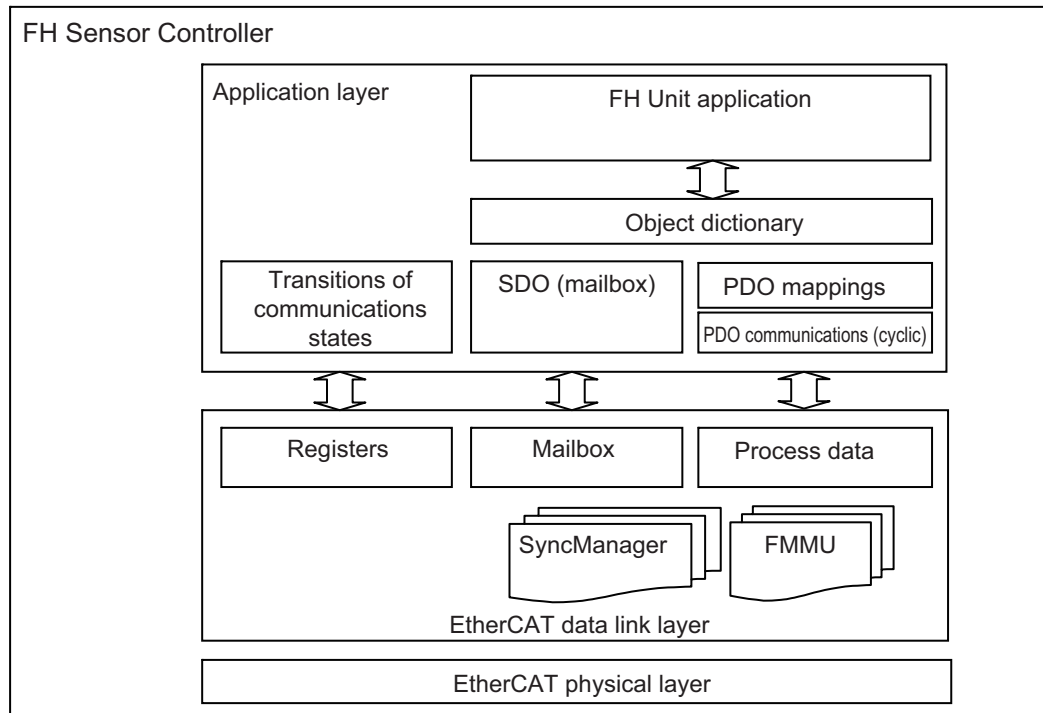 FH Sensor Controller
Application layer
FH Unit application
Object dictionary
Transitions of
communications
states
SDO (mailbox)
PDO mappings
PDO communications (cyclic)
Registers
Mailbox
Process data
SyncManager
FMMU
EtherCAT data link layer
EtherCAT physical layer